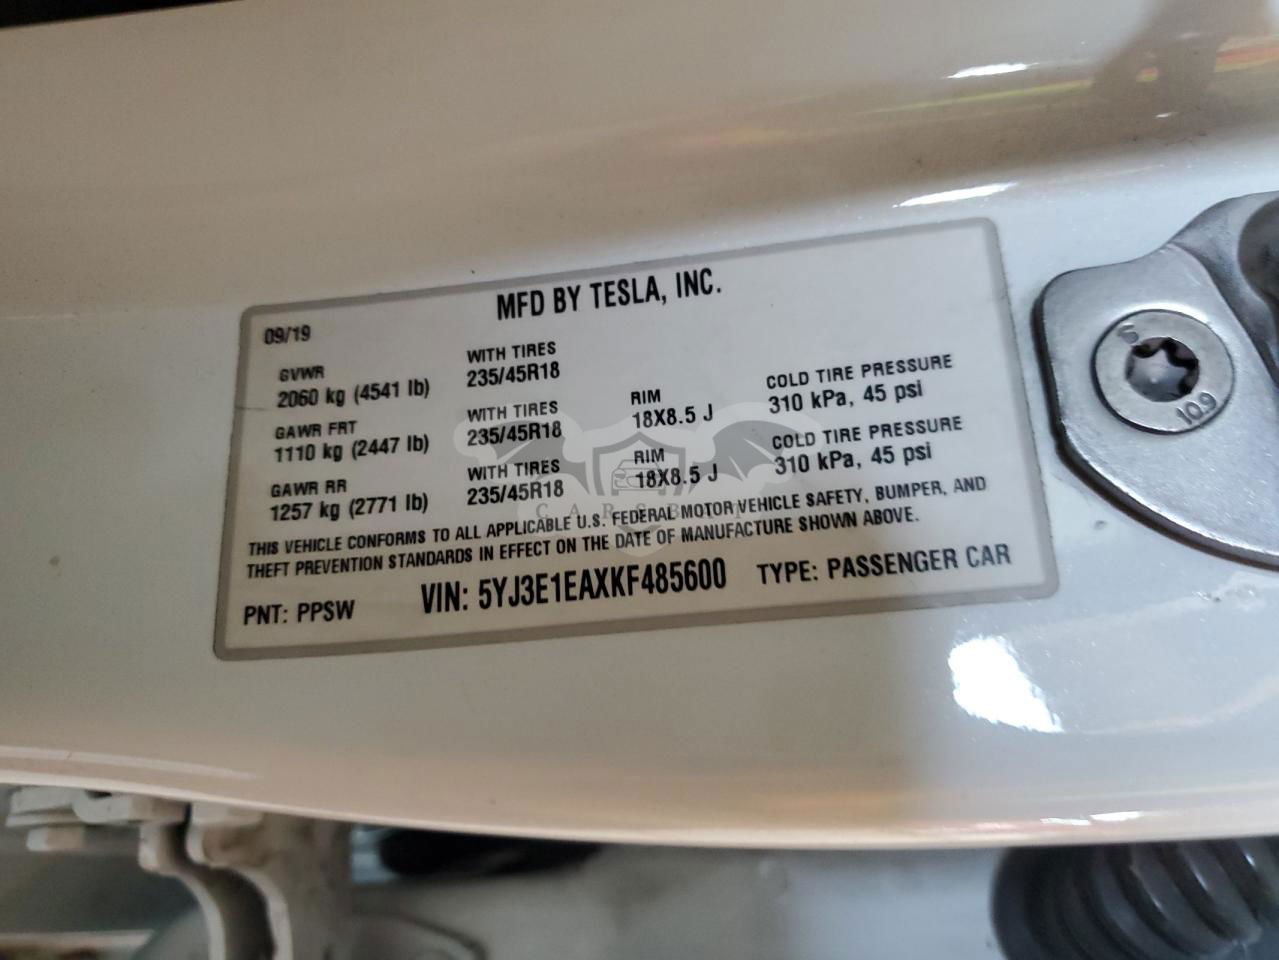 MFD BY TESLA, INC.
09/19
GVWR
2060 kg (4541 lb)
WITH TIRES
235/45R18
GAWR FRT
1110 kg (2447 lb)
WITH TIRES
235/45R18
RIM
18X8.5 J
COLD TIRE PRESSURE
310 kPa, 45 psi
GAWR RR
1257 kg (2771 lb)
WITH TIRES
235/45R18
RIM
18X8.5 J
COLD TIRE PRESSURE
310 kPa, 45 psi
THIS VEHICLE CONFORMS TO ALL APPLICABLE U.S. FEDERAL MOTOR VEHICLE SAFETY, BUMPER, AND
THEFT PREVENTION STANDARDS IN EFFECT ON THE DATE OF MANUFACTURE SHOWN ABOVE.
PNT: PPSW VIN: 5YJ3E1EAXKF485600 TYPE: PASSENGER CAR
10.9